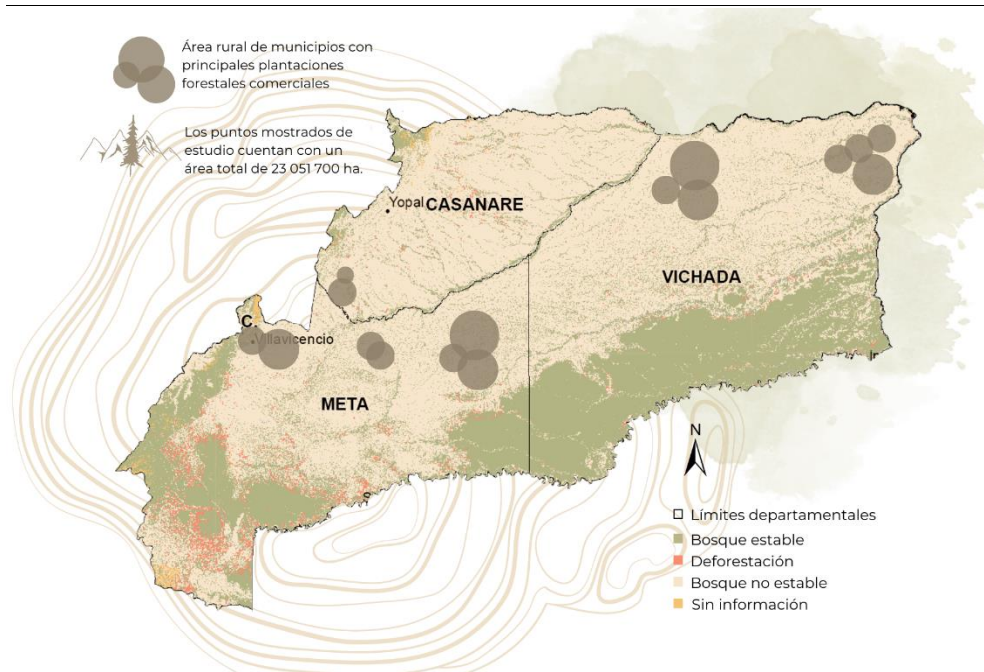 Área rural de municipios con
principales plantaciones
forestales comerciales
Los puntos mostrados de
estudio cuentan con un
área total de 23 051 700 ha.
Yopal
CASANARE
VICHADA
C.
Villavicencio
META
N
Límites departamentales
Bosque estable
Deforestación
Bosque no estable
Sin información